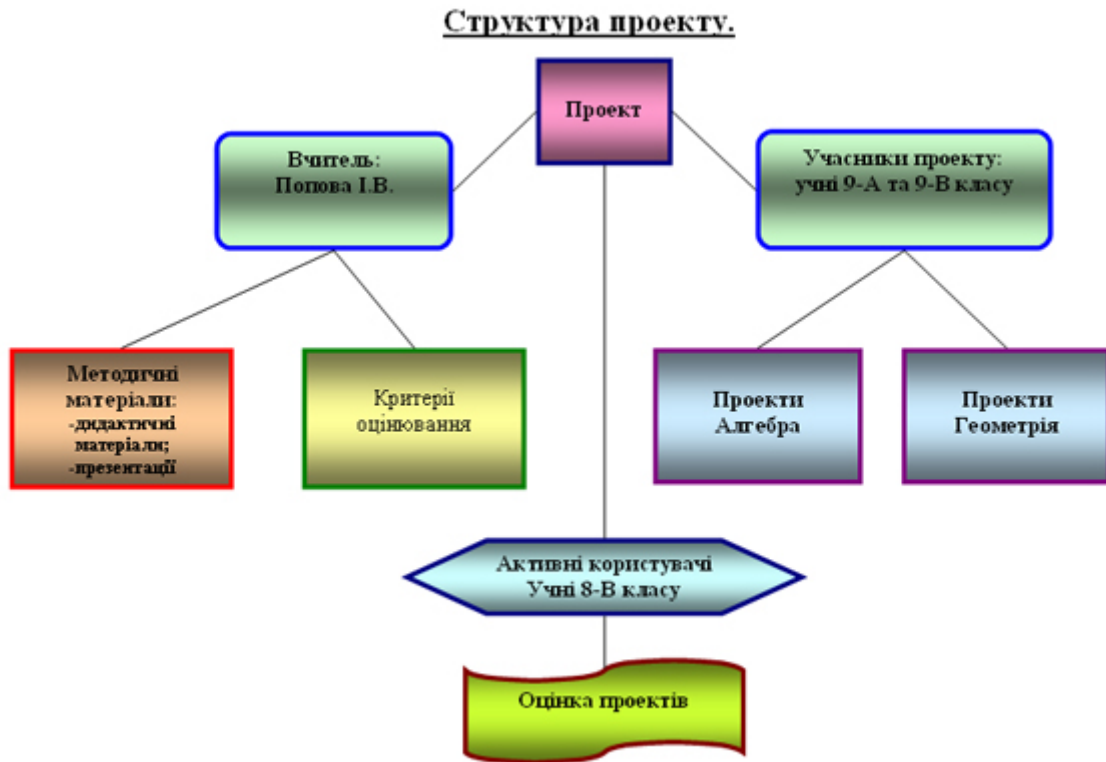 Структура проекту.
Проект
Вчитель:
Попова І.В.
Учасники проекту:
учні 9-А та 9-В класу
Методичні
матеріали:
-дидактичні
матеріали;
-презентації
Критерії
оцінювання
Проекти
Алгебра
Проекти
Геометрія
Активні користувачі
Учні 8-В класу
Оцінка проектів